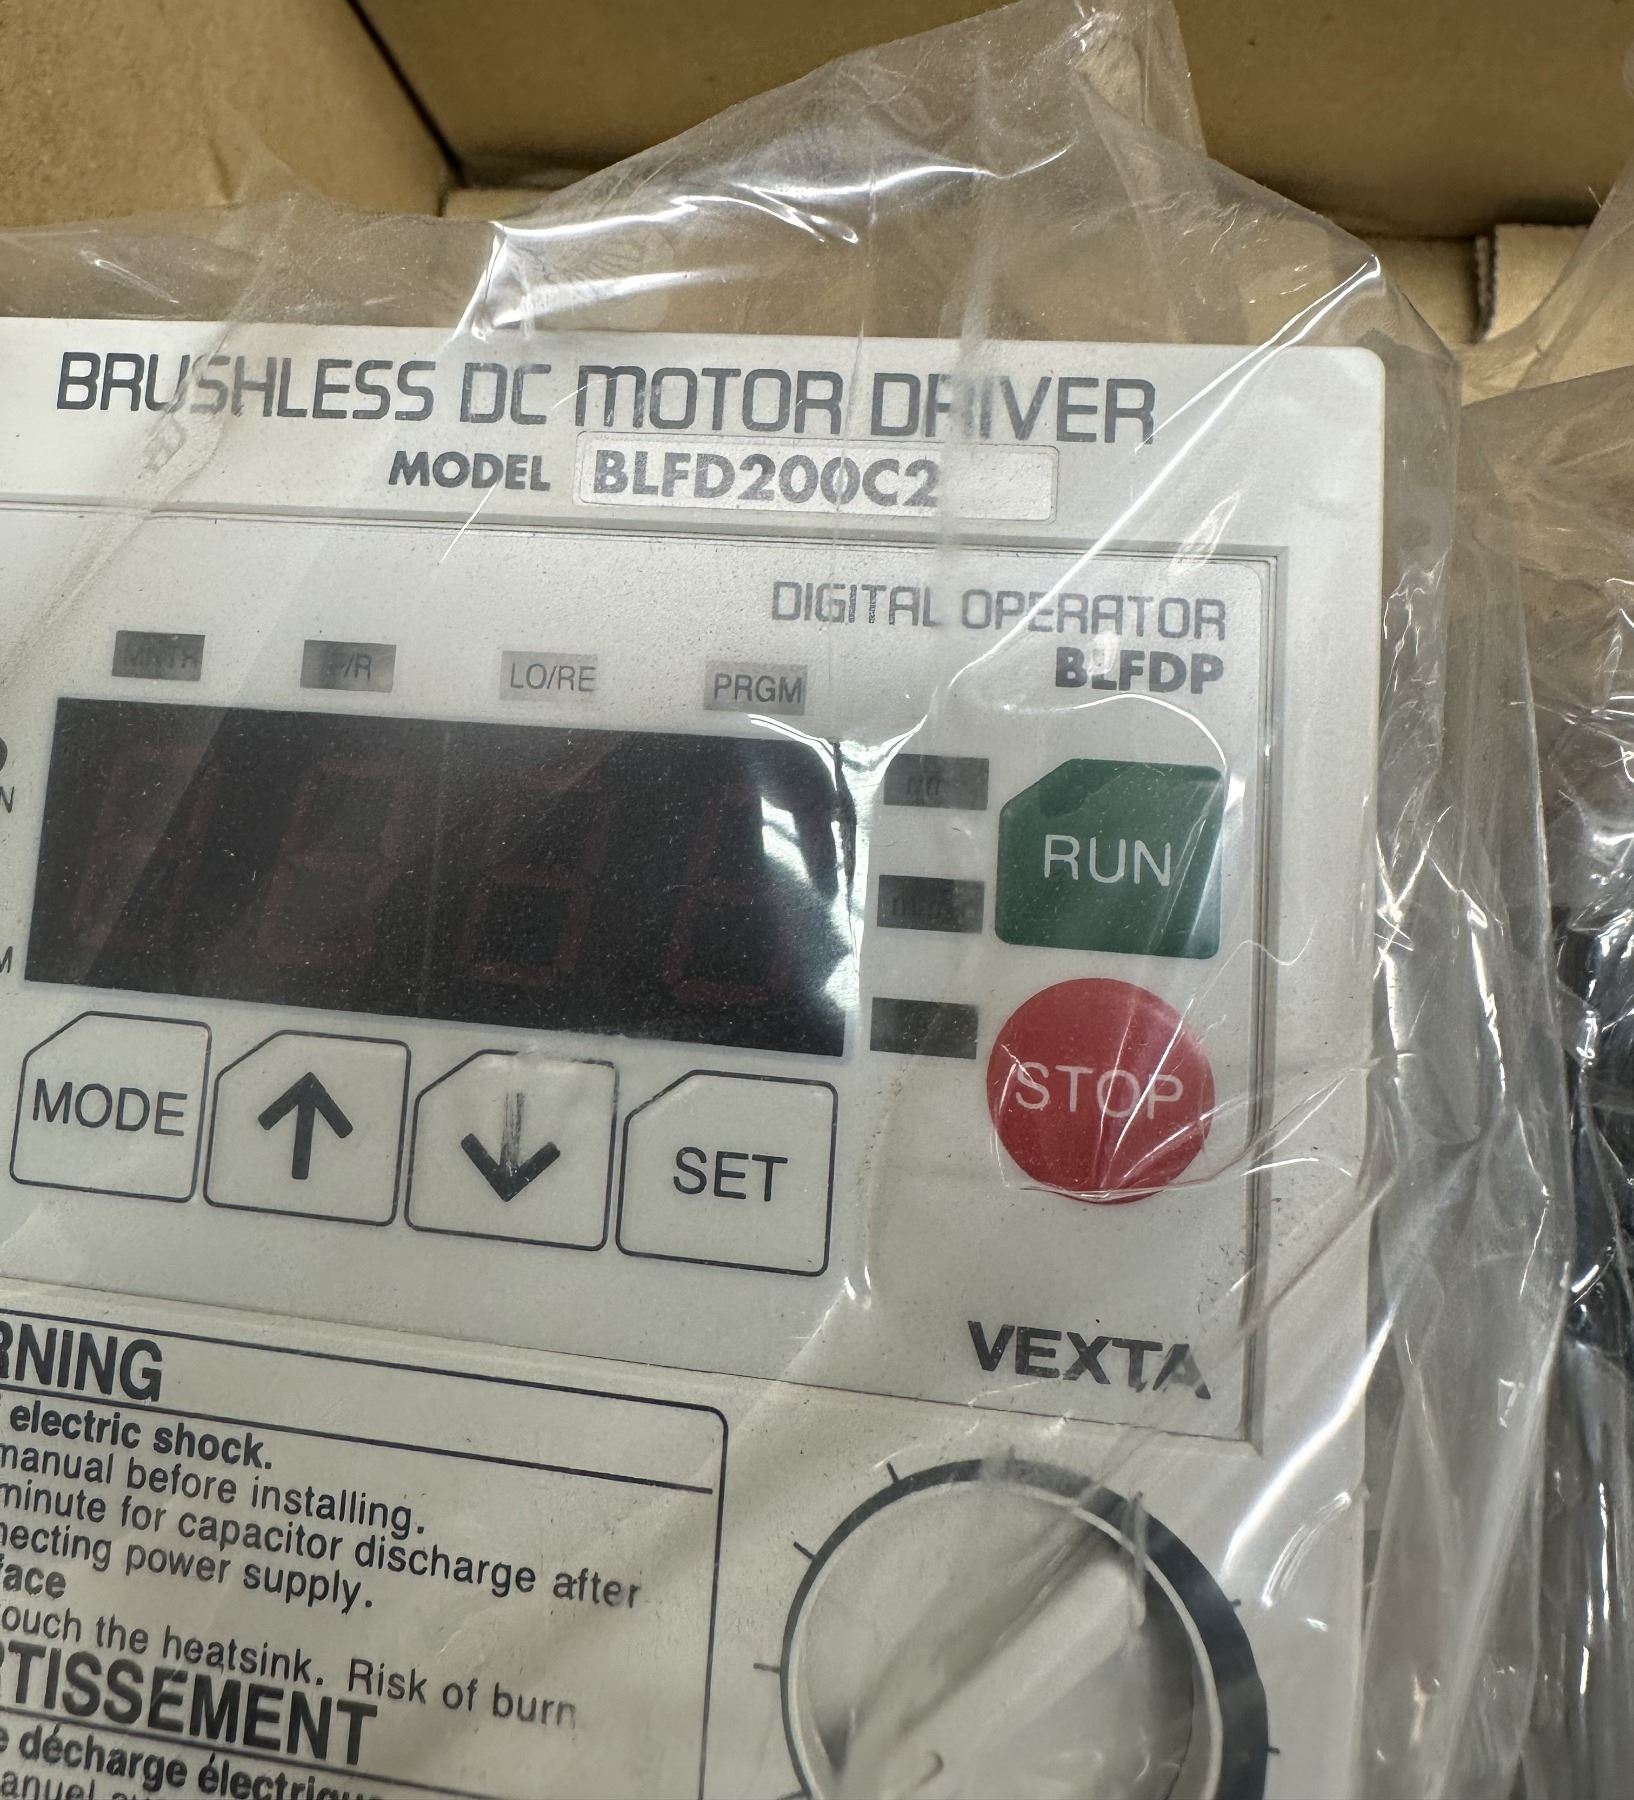 BRUSHLESS DC MOTOR DRIVER
MODEL BLFD200C2
DIGITAL OPERATOR
BLFDP
F/R LO/RE PRGM
RUN
STOP
MODE ↑ ↓ SET
VEXTA
RNING
electric shock.
manual before installing.
minute for capacitor discharge after
necting power supply.
face
ouch the heatsink. Risk of burn
RTISSEMENT
e décharge électriqu